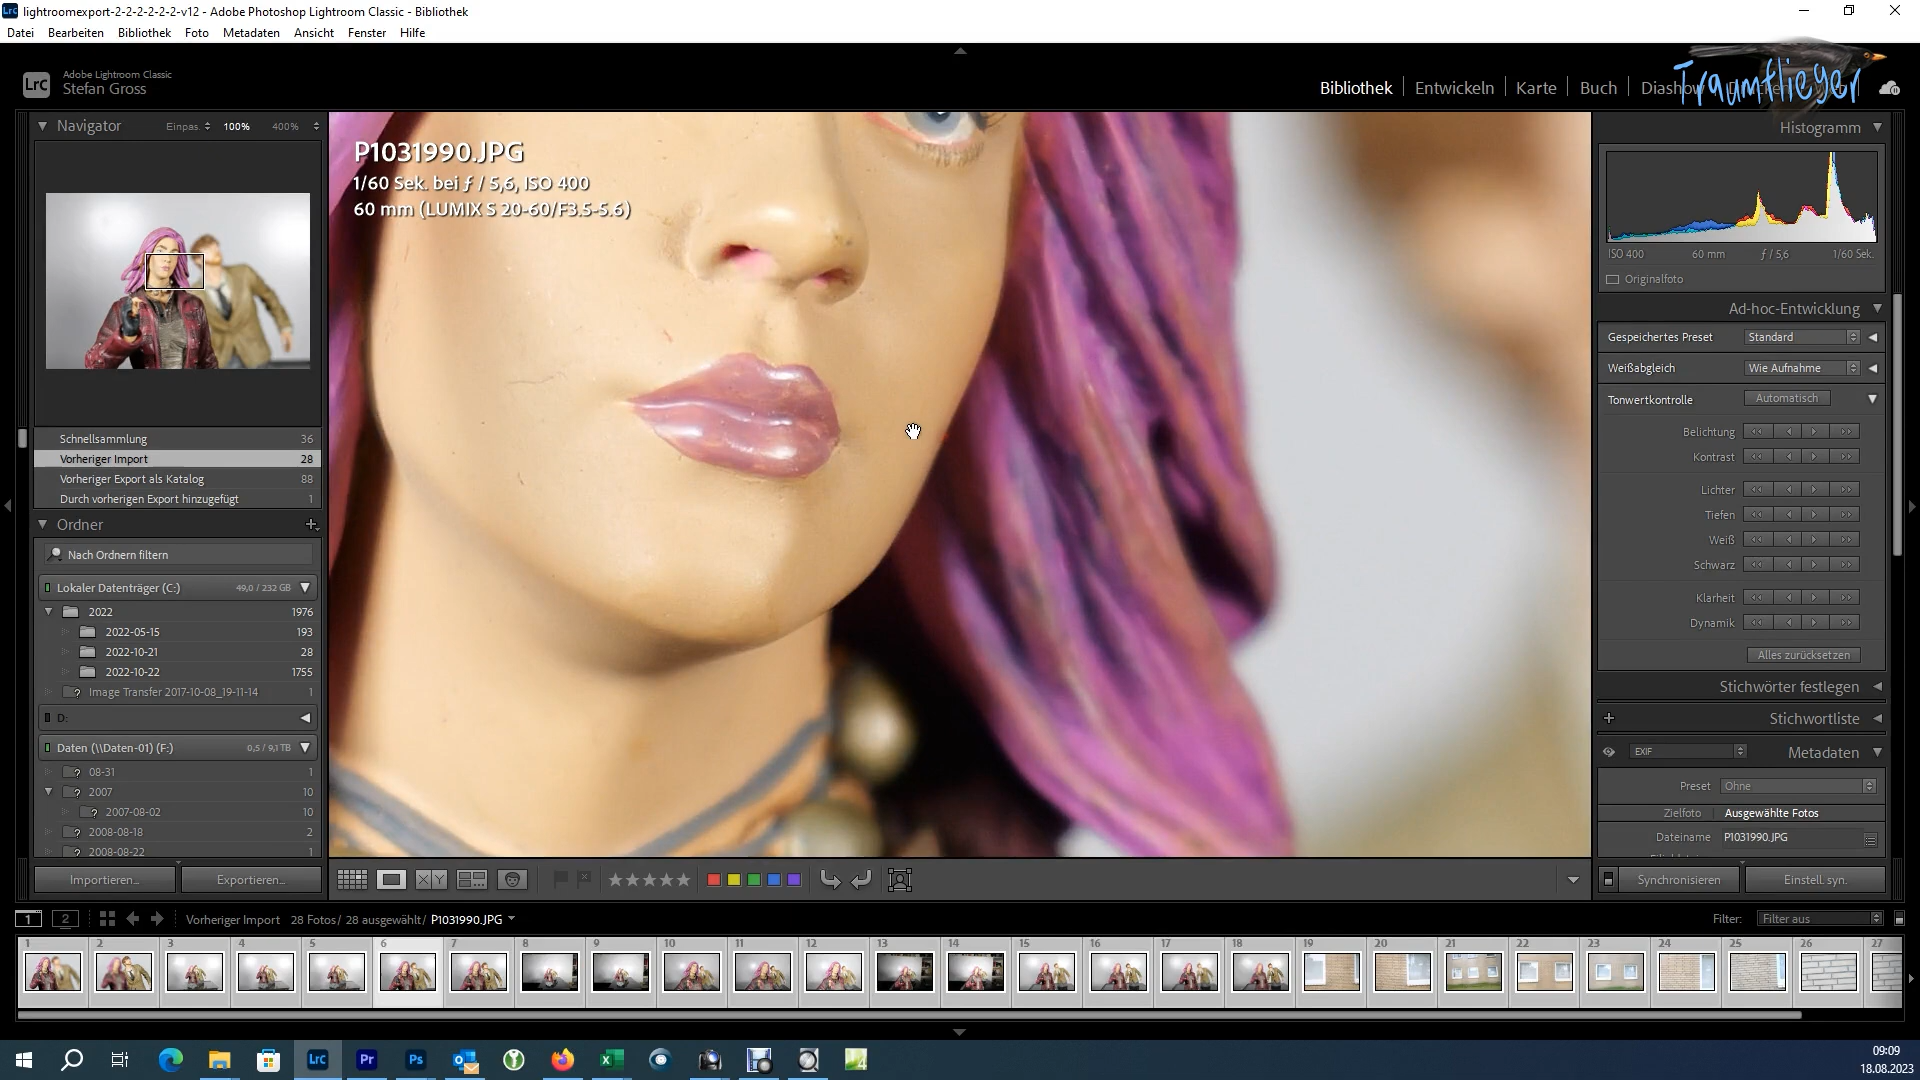 lightroomexport-2-2-2-2-2-2-v12 - Adobe Photoshop Lightroom Classic - Bibliothek
Datei Bearbeiten Bibliothek Foto Metadaten Ansicht Fenster Hilfe
Traumflieger
LrC Adobe Lightroom Classic
Stefan Gross
Bibliothek Entwickeln Karte Buch Diashow
Navigator Einpas. 100% 400%
Histogramm
P1031990.JPG
1/60 Sek. bei ƒ / 5,6, ISO 400
60 mm (LUMIX S 20-60/F3.5-5.6)
ISO 400 60 mm ƒ / 5,6 1/60 Sek.
Originalfoto
Ad-hoc-Entwicklung
Gespeichertes Preset Standard
Weißabgleich Wie Aufnahme
Tonwertkontrolle Automatisch
Belichtung
Kontrast
Lichter
Tiefen
Weiß
Schwarz
Klarheit
Dynamik
Alles zurücksetzen
Stichwörter festlegen
Stichwortliste
EXIF Metadaten
Preset Ohne
Zielfoto Ausgewählte Fotos
Dateiname P1031990.JPG
Synchronisieren Einstell. syn.
Schnellsammlung 36
Vorheriger Import 28
Vorheriger Export als Katalog 88
Durch vorherigen Export hinzugefügt 1
Ordner
Nach Ordnern filtern
Lokaler Datenträger (C:) 49,0 / 232 GB
2022 1976
2022-05-15 193
2022-10-21 28
2022-10-22 1755
Image Transfer 2017-10-08_19-11-14 1
D:
Daten (\\Daten-01) (F:) 0,5 / 9,1 TB
08-31 1
2007 10
2007-08-02 10
2008-08-18 2
2008-08-22 1
Importieren... Exportieren...
XY
1 2 Vorheriger Import 28 Fotos/ 28 ausgewählt/ P1031990.JPG
Filter: Filter aus
1 2 3 4 5 6 7 8 9 10 11 12 13 14 15 16 17 18 19 20 21 22 23 24 25 26 27
LrC Pr Ps
09:09
18.08.2023